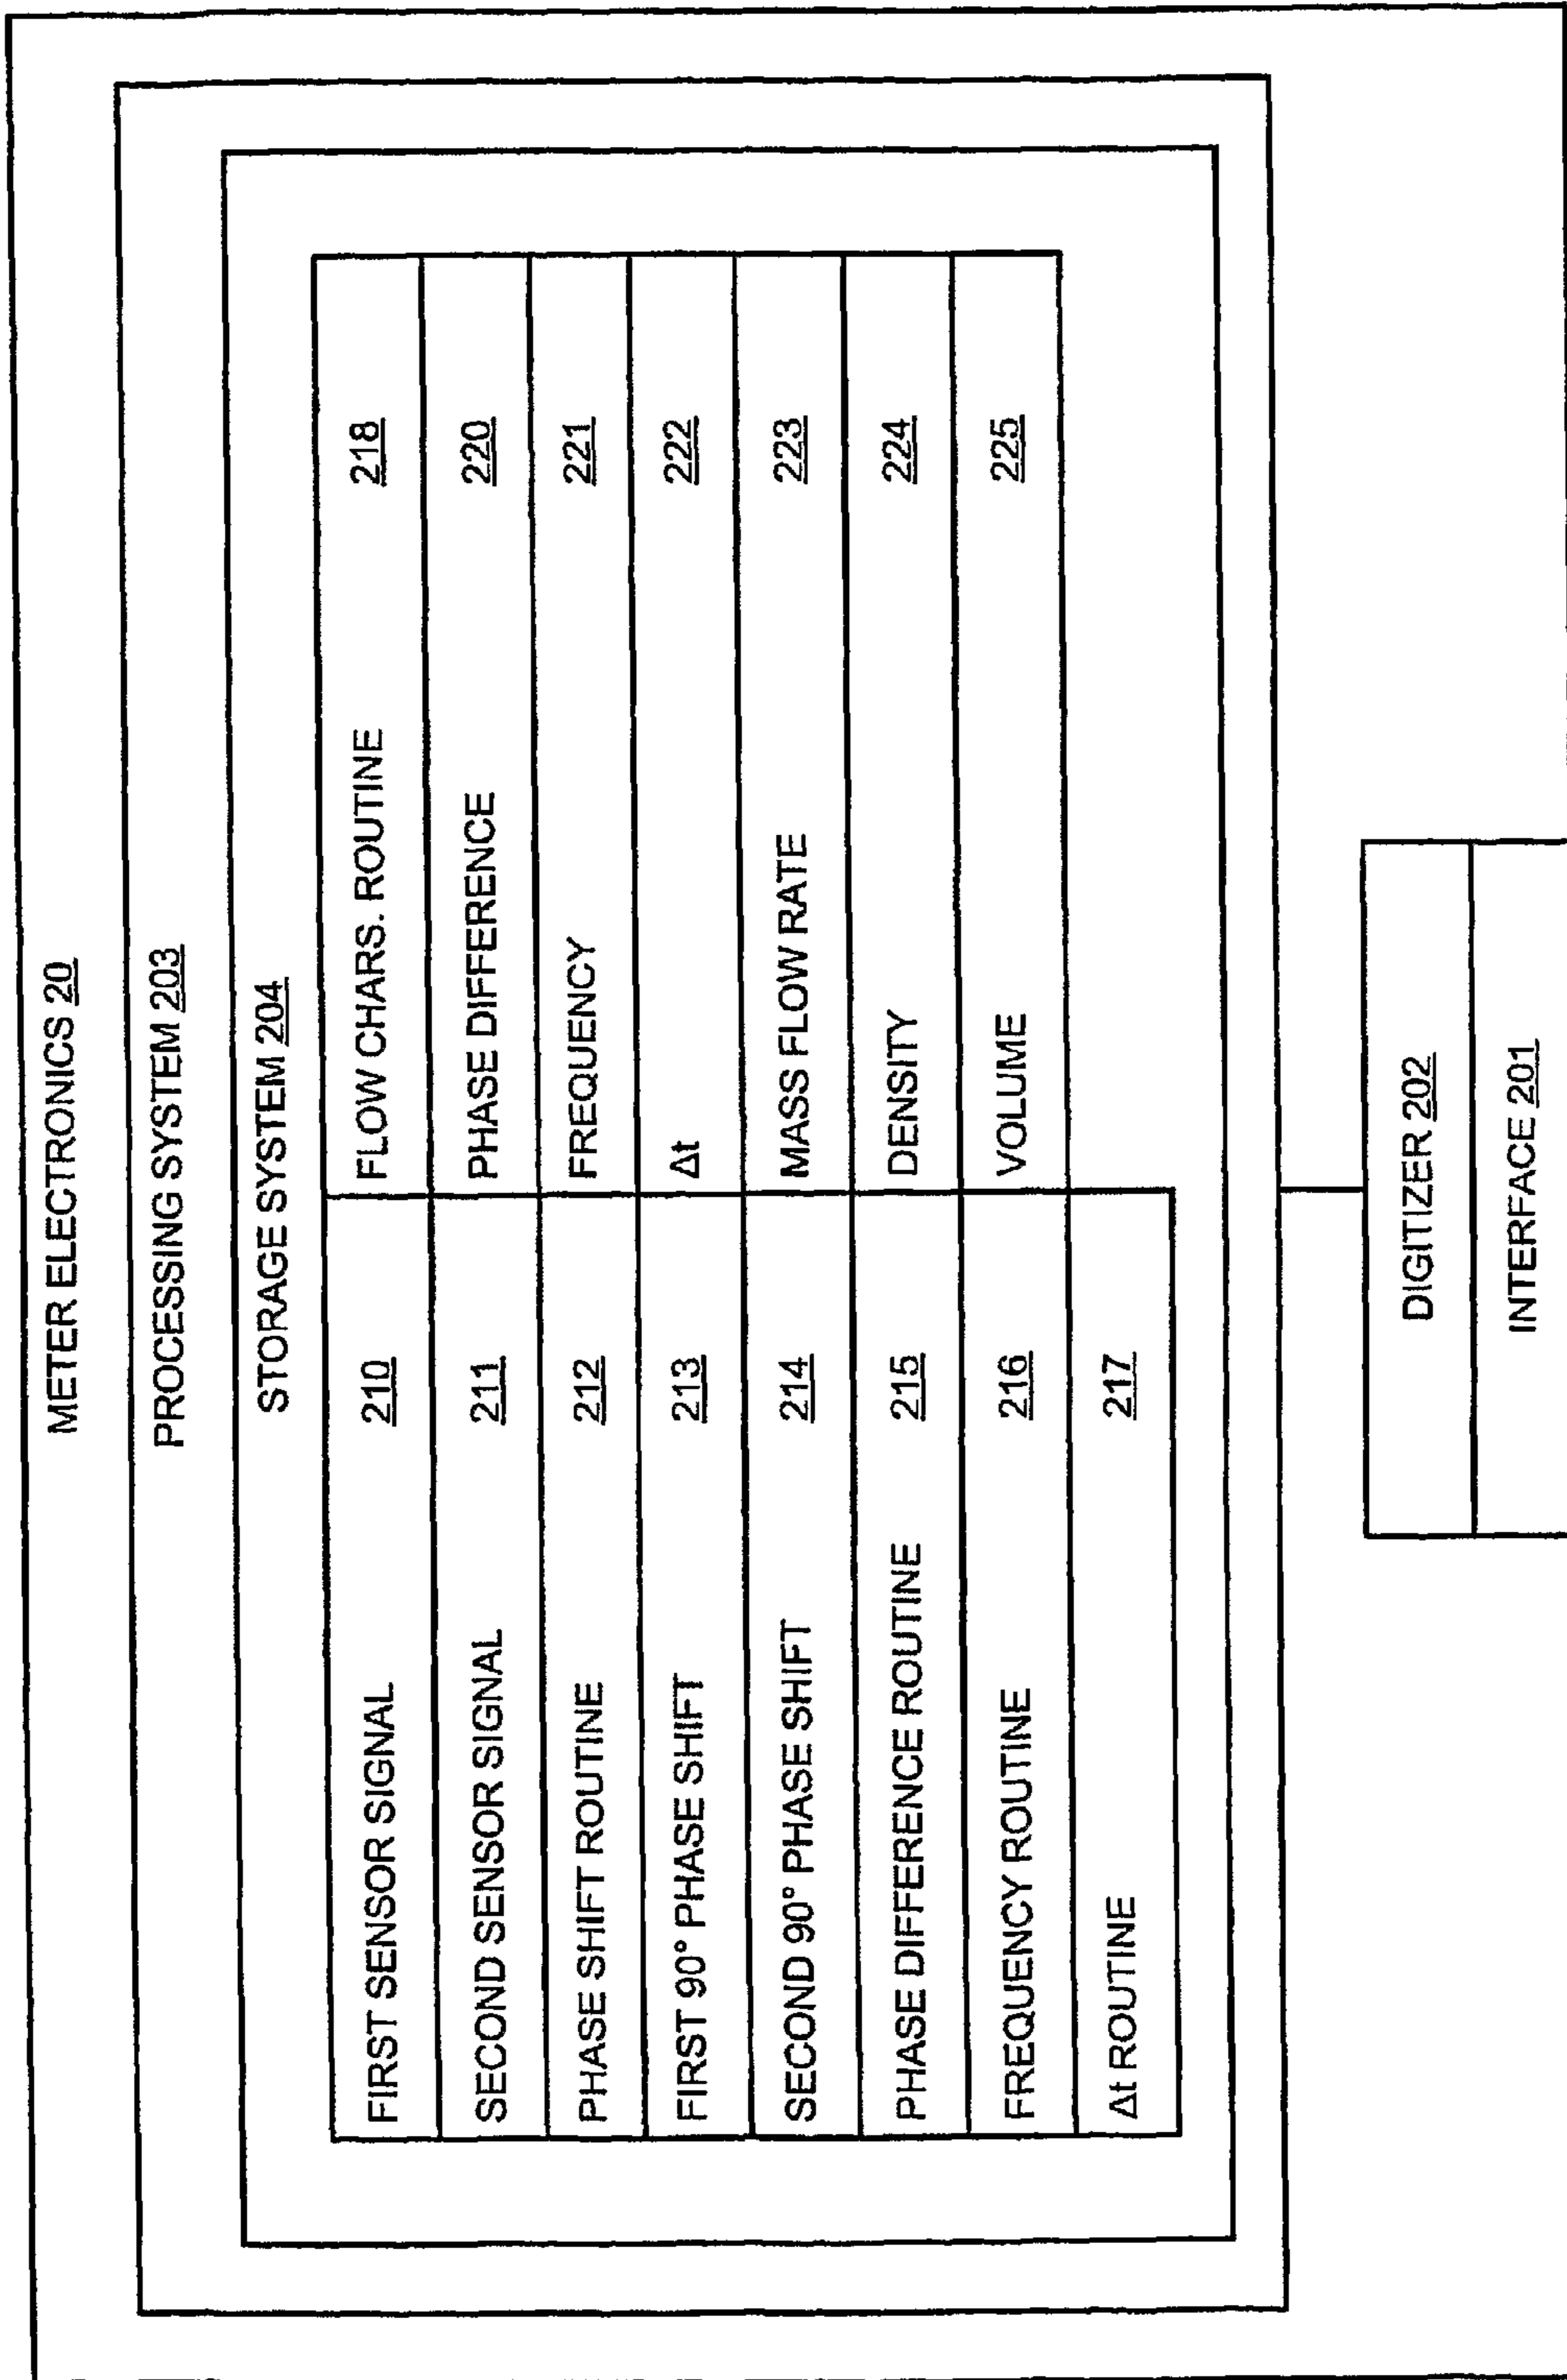 METER ELECTRONICS 20
PROCESSING SYSTEM 203
STORAGE SYSTEM 204
FIRST SENSOR SIGNAL 210
SECOND SENSOR SIGNAL 211
PHASE SHIFT ROUTINE 212
FIRST 90° PHASE SHIFT 213
SECOND 90° PHASE SHIFT 214
PHASE DIFFERENCE ROUTINE 215
FREQUENCY ROUTINE 216
Δt ROUTINE 217
FLOW CHARS. ROUTINE 218
PHASE DIFFERENCE 220
FREQUENCY 221
Δt 222
MASS FLOW RATE 223
DENSITY 224
VOLUME 225
DIGITIZER 202
INTERFACE 201